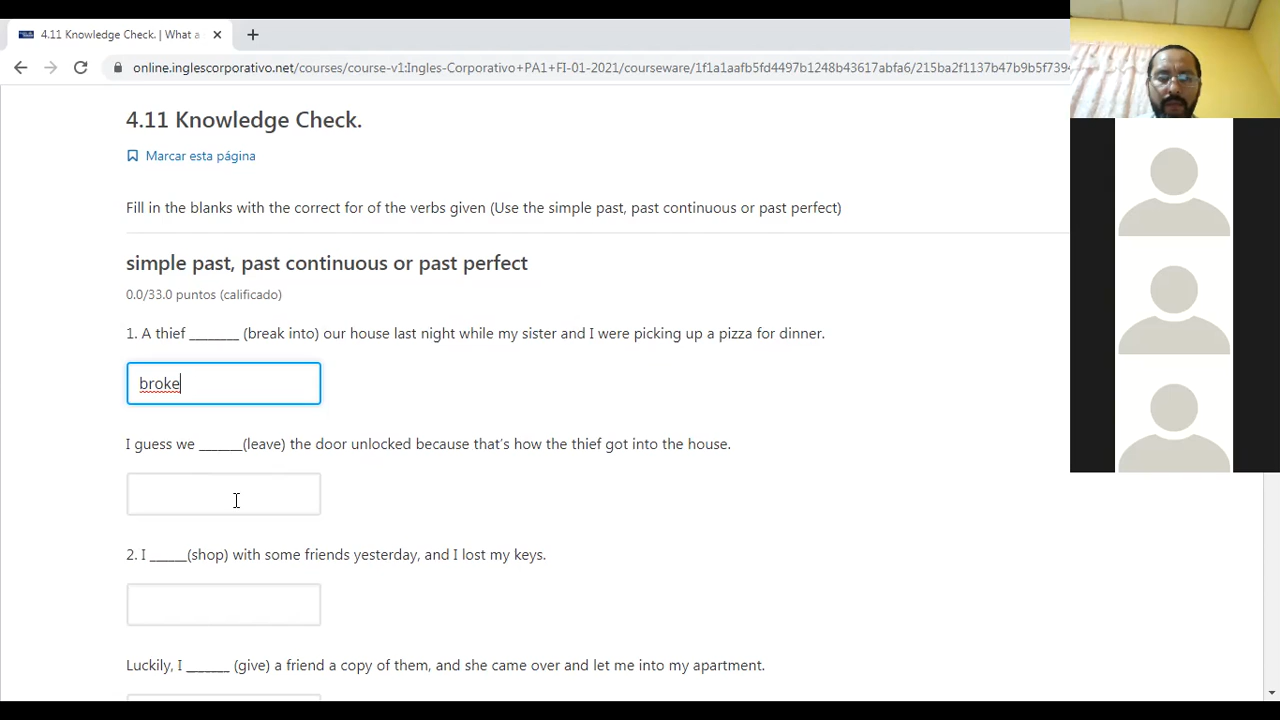 4.11 Knowledge Check. | What a
online.inglescorporativo.net/courses/course-v1:Ingles-Corporativo+PA1+FI-01-2021/courseware/1f1a1aafb5fd4497b1248b43617abfa6/215ba2f1137b47b9b5f739
4.11 Knowledge Check.
Marcar esta página
Fill in the blanks with the correct for of the verbs given (Use the simple past, past continuous or past perfect)
simple past, past continuous or past perfect
0.0/33.0 puntos (calificado)
1. A thief ________ (break into) our house last night while my sister and I were picking up a pizza for dinner.
broke
I guess we _______(leave) the door unlocked because that's how the thief got into the house.
2. I ______(shop) with some friends yesterday, and I lost my keys.
Luckily, I _______ (give) a friend a copy of them, and she came over and let me into my apartment.